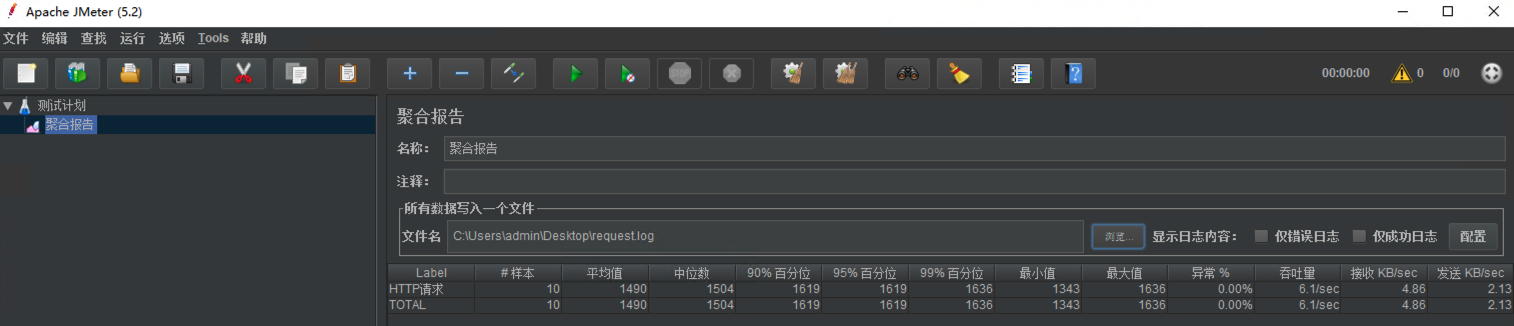 Apache JMeter (5.2)
文件 编辑 查找 运行 选项 Tools 帮助
STOP
00:00:00 0 0/0
测试计划
聚合报告
聚合报告
名称： 聚合报告
注释：
所有数据写入一个文件
文件名 C:\Users\admin\Desktop\request.log 浏览... 显示日志内容： 仅错误日志 仅成功日志 配置
Label # 样本 平均值 中位数 90% 百分位 95% 百分位 99% 百分位 最小值 最大值 异常 % 吞吐量 接收 KB/sec 发送 KB/sec
HTTP请求 10 1490 1504 1619 1619 1636 1343 1636 0.00% 6.1/sec 4.86 2.13
TOTAL 10 1490 1504 1619 1619 1636 1343 1636 0.00% 6.1/sec 4.86 2.13